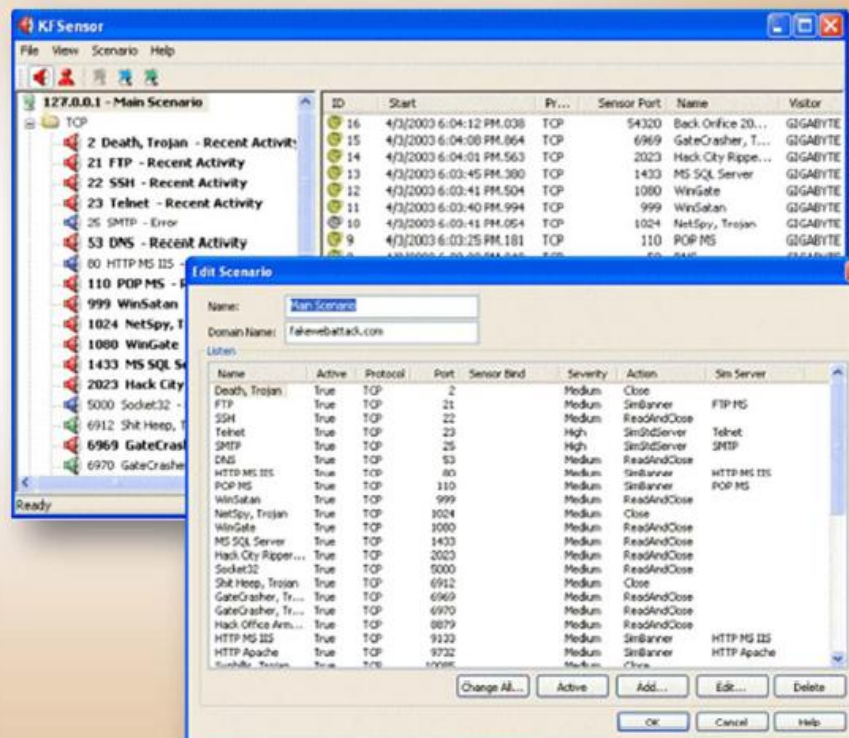 KFSensor
File View Scenario Help
127.0.0.1 - Main Scenario
TCP
2 Death, Trojan - Recent Activity
21 FTP - Recent Activity
22 SSH - Recent Activity
23 Telnet - Recent Activity
25 SMTP - Error
53 DNS - Recent Activity
80 HTTP MS IIS -
110 POP MS - R
999 WinSatan
1024 NetSpy, T
1080 WinGate
1433 MS SQL Se
2023 Hack City
5000 Socket32 -
6912 Shit Heep, T
6969 GateCrash
6970 GateCrashe
Ready
ID Start Pr... Sensor Port Name Visitor
16 4/3/2003 6:04:12 PM.038 TCP 54320 Back Orifice 20... GIGABYTE
15 4/3/2003 6:04:08 PM.864 TCP 6969 GateCrasher, T... GIGABYTE
14 4/3/2003 6:04:01 PM.563 TCP 2023 Hack City Rippe... GIGABYTE
13 4/3/2003 6:03:45 PM.380 TCP 1433 MS SQL Server GIGABYTE
12 4/3/2003 6:03:41 PM.504 TCP 1080 WinGate GIGABYTE
11 4/3/2003 6:03:40 PM.994 TCP 999 WinSatan GIGABYTE
10 4/3/2003 6:03:41 PM.054 TCP 1024 NetSpy, Trojan GIGABYTE
9 4/3/2003 6:03:25 PM.181 TCP 110 POP MS GIGABYTE
Edit Scenario
Name: Main Scenario
Domain Name: fakewebattack.com
Listen
Name Active Protocol Port Sensor Bind Severity Action Sim Server
Death, Trojan True TCP 2 Medium Close
FTP True TCP 21 Medium SimBanner FTP MS
SSH True TCP 22 Medium ReadAndClose
Telnet True TCP 23 High SimStdServer Telnet
SMTP True TCP 25 High SimStdServer SMTP
DNS True TCP 53 Medium ReadAndClose
HTTP MS IIS True TCP 80 Medium SimBanner HTTP MS IIS
POP MS True TCP 110 Medium SimBanner POP MS
WinSatan True TCP 999 Medium ReadAndClose
NetSpy, Trojan True TCP 1024 Medium Close
WinGate True TCP 1080 Medium ReadAndClose
MS SQL Server True TCP 1433 Medium ReadAndClose
Hack City Ripper... True TCP 2023 Medium ReadAndClose
Socket32 True TCP 5000 Medium ReadAndClose
Shit Heep, Trojan True TCP 6912 Medium Close
GateCrasher, Tr... True TCP 6969 Medium ReadAndClose
GateCrasher, Tr... True TCP 6970 Medium ReadAndClose
Hack Office Arm... True TCP 8879 Medium ReadAndClose
HTTP MS IIS True TCP 9133 Medium SimBanner HTTP MS IIS
HTTP Apache True TCP 9732 Medium SimBanner HTTP Apache
True TCP 10085 Medium Close
Change All... Active Add... Edit... Delete
OK Cancel Help